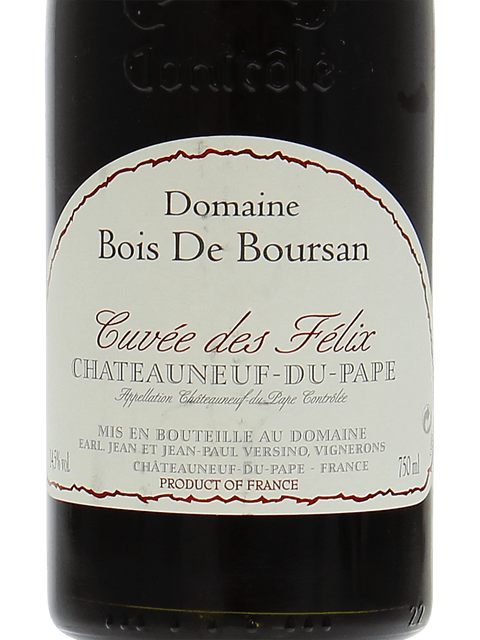 Contrôlé
Domaine
Bois De Boursan
Cuvée des Félix
CHATEAUNEUF-DU-PAPE
Appellation Châteauneuf-du-Pape Contrôlée
MIS EN BOUTEILLE AU DOMAINE
EARL JEAN ET JEAN-PAUL VERSINO, VIGNERONS
CHÂTEAUNEUF-DU-PAPE - FRANCE
750 ml
PRODUCT OF FRANCE
22